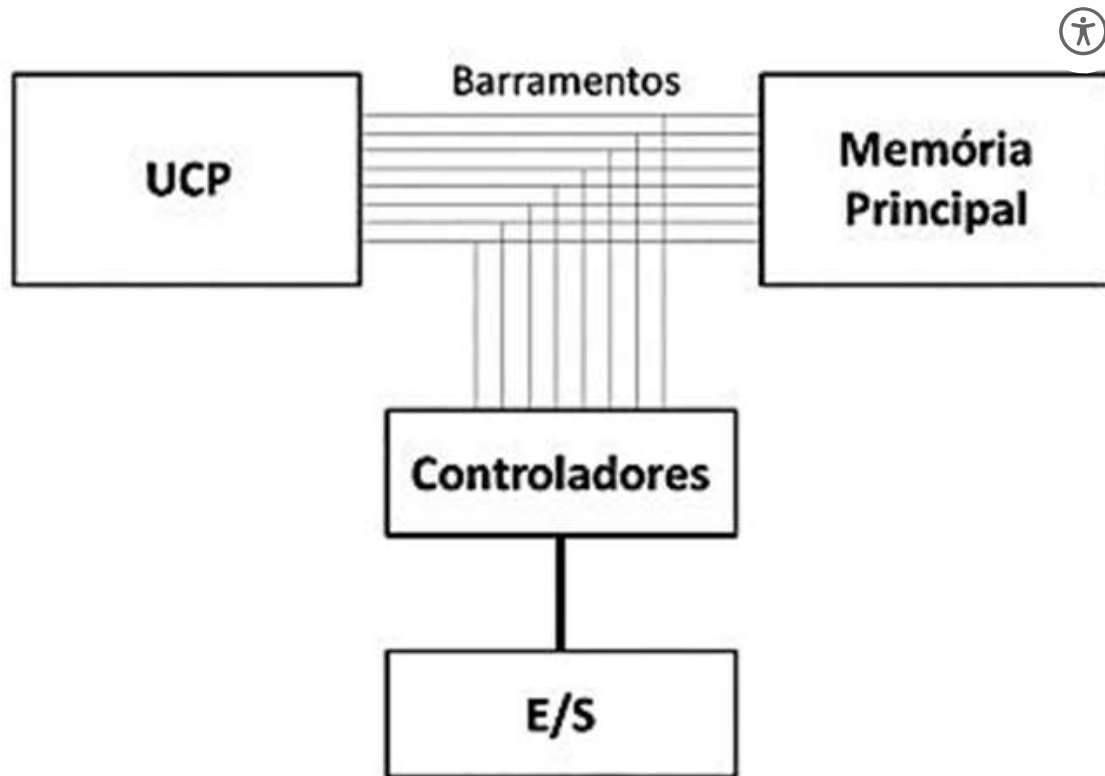 Barramentos
UCP
Memória
Principal
Controladores
E/S